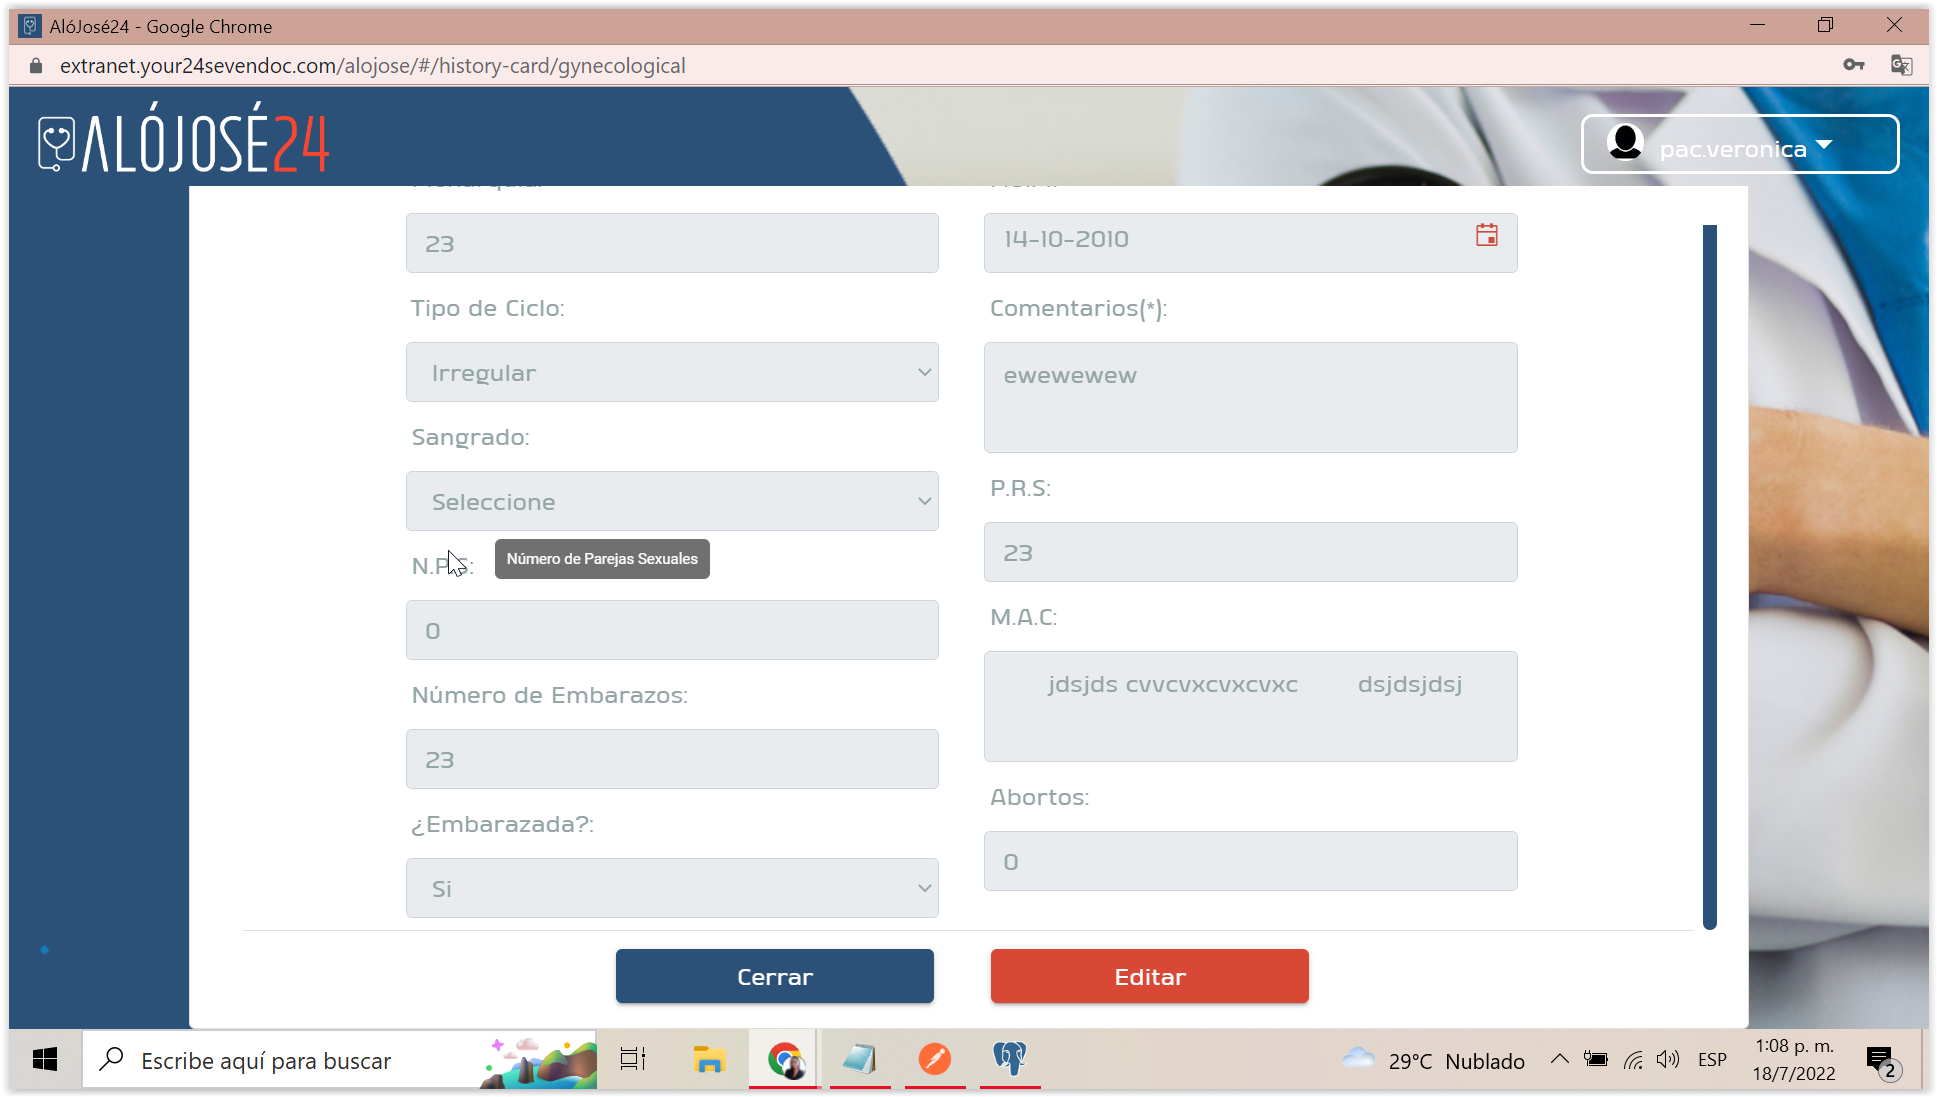 AlóJosé24 - Google Chrome
extranet.your24sevendoc.com/alojose/#/history-card/gynecological
ALÓJOSÉ24
pac.veronica
23
14-10-2010
Tipo de Ciclo:
Comentarios(*):
Irregular
ewewewew
Sangrado:
P.R.S:
Seleccione
23
N.P.S:
Número de Parejas Sexuales
M.A.C:
0
jdsjds cvvcvxcvxcvxc dsjdsjdsj
Número de Embarazos:
23
Abortos:
¿Embarazada?:
0
Si
Cerrar
Editar
Escribe aquí para buscar
29°C Nublado
ESP
1:08 p. m.
18/7/2022
2